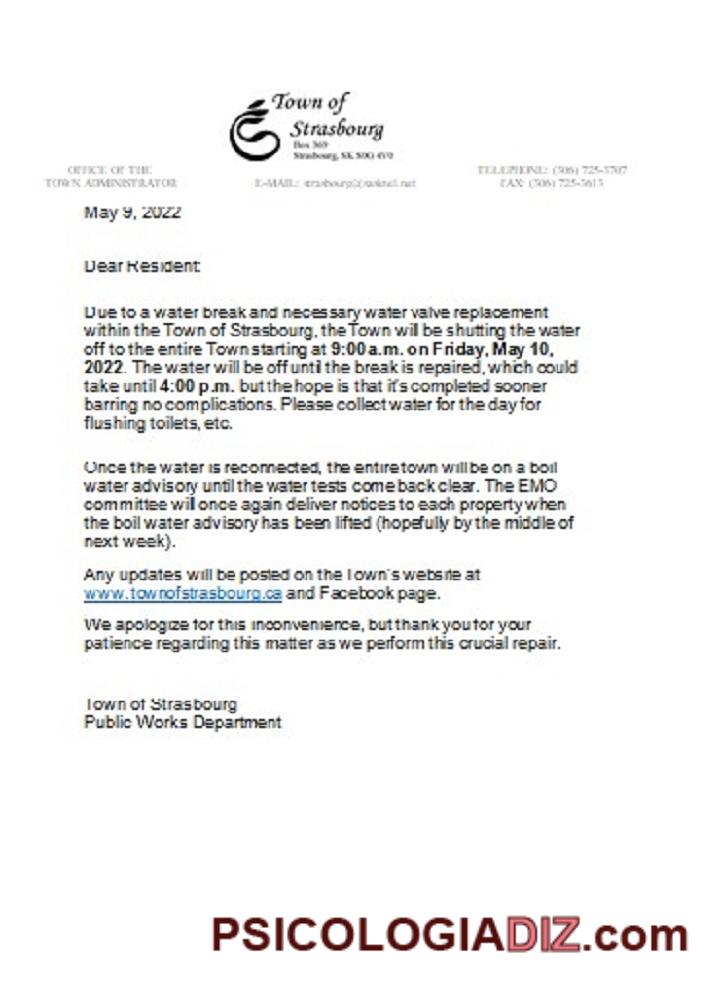 Town of
Strasbourg
Box 369
Strasbourg, SK S0G 4V0
OFFICE OF THE
TOWN ADMINISTRATOR
E-MAIL: strasbourg@sasktel.net
TELEPHONE: (306) 725-3707
FAX: (306) 725-3613
May 9, 2022
Dear Resident
Due to a water break and necessary water valve replacement
within the Town of Strasbourg, the Town will be shutting the water
off to the entire Town starting at 9:00 a.m. on Friday, May 10,
2022. The water will be off until the break is repaired, which could
take until 4:00 p.m. but the hope is that it's completed sooner
barring no complications. Please collect water for the day for
flushing toilets, etc.
Once the water is reconnected, the entire town will be on a boil
water advisory until the water tests come back clear. The EMO
committee will once again deliver notices to each property when
the boil water advisory has been lifted (hopefully by the middle of
next week).
Any updates will be posted on the Town's website at
www.townofstrasbourg.ca and Facebook page.
We apologize for this inconvenience, but thank you for your
patience regarding this matter as we perform this crucial repair.
Town of Strasbourg
Public Works Department
PSICOLOGIADIZ.com